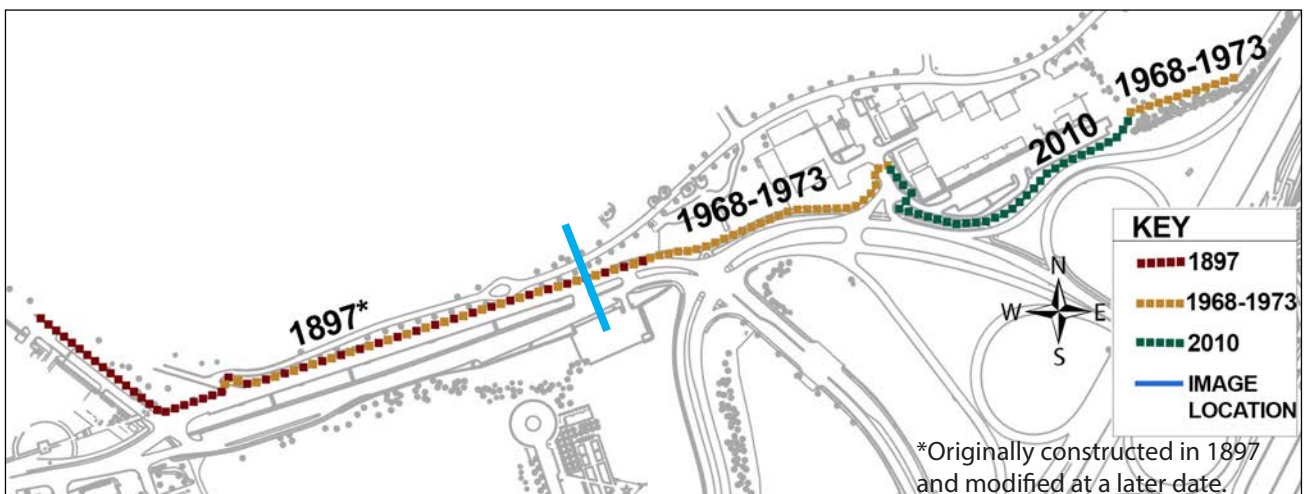 1968-1973
2010
1968-1973
1897*
KEY
1897
1968-1973
2010
IMAGE
LOCATION
N
W E
S
*Originally constructed in 1897
and modified at a later date.